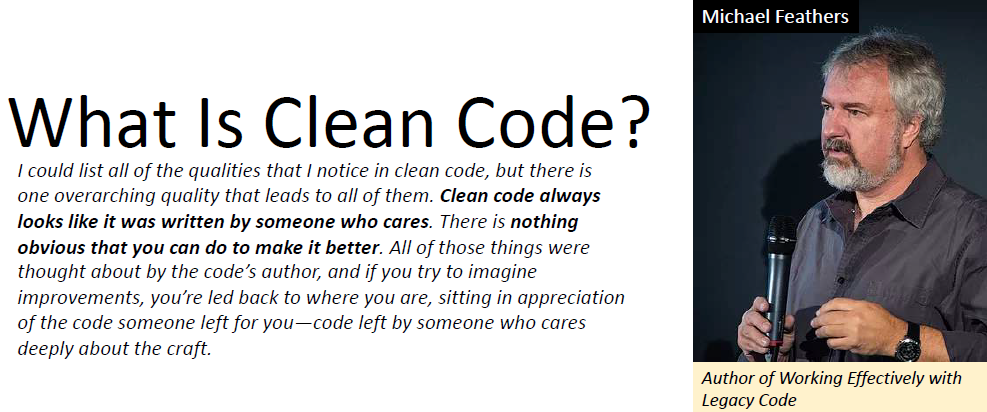 Michael Feathers
What Is Clean Code?
I could list all of the qualities that I notice in clean code, but there is
one overarching quality that leads to all of them. Clean code always
looks like it was written by someone who cares. There is nothing
obvious that you can do to make it better. All of those things were
thought about by the code’s author, and if you try to imagine
improvements, you’re led back to where you are, sitting in appreciation
of the code someone left for you—code left by someone who cares
deeply about the craft.
Author of Working Effectively with
Legacy Code